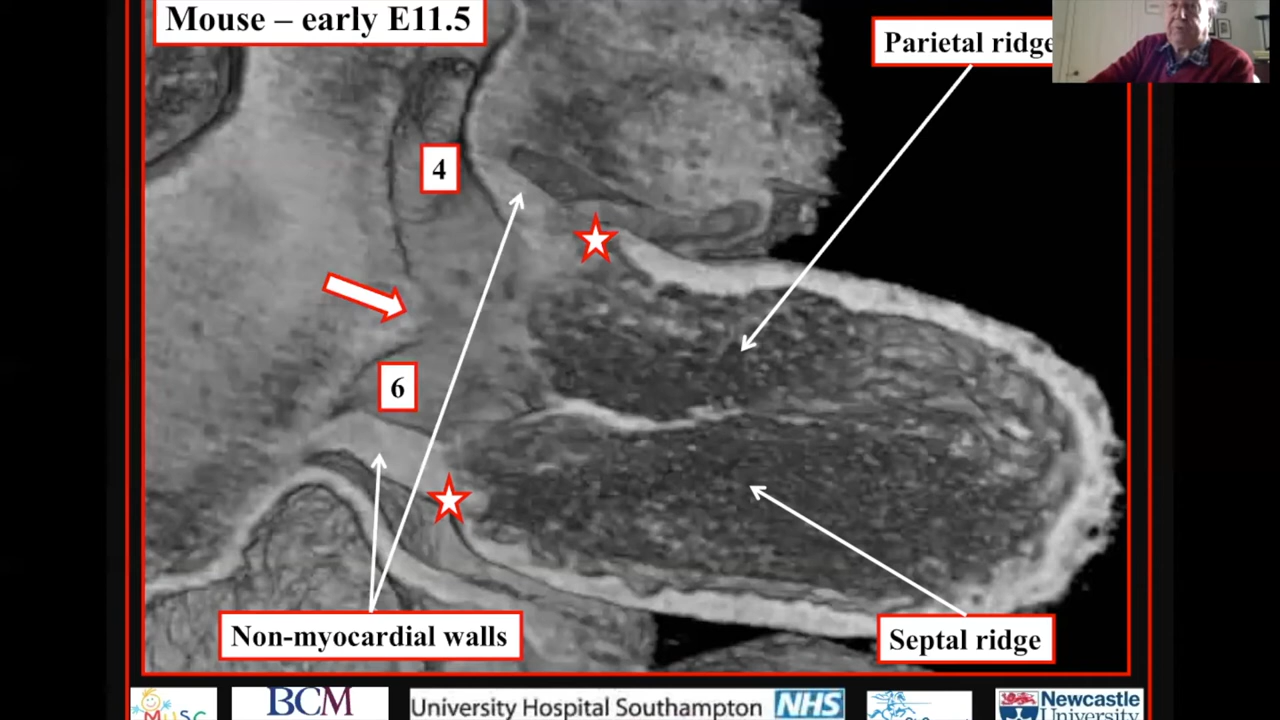 Mouse – early E11.5
Parietal ridge
4
6
Non-myocardial walls
Septal ridge
MUSC
BCM
University Hospital Southampton NHS
Newcastle
University